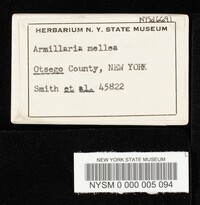 HERBARIUM N. Y. STATE MUSEUM
Armillaria mellea
Otsego County, NEW YORK
Smith et al. 45822
NEW YORK STATE MUSEUM
NYSM 0 000 005 094